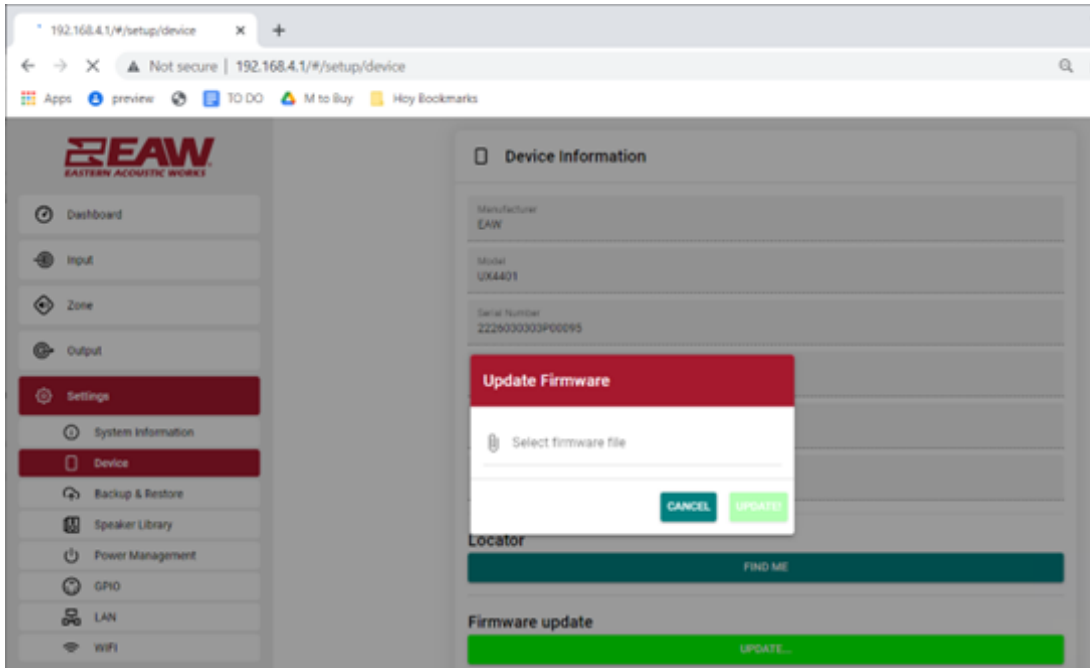 192.168.4.1/#/setup/device
Not secure | 192.168.4.1/#/setup/device
Apps preview TO DO M to Buy Hoy Bookmarks
EAW
EASTERN ACOUSTIC WORKS
Dashboard
Input
Zone
Output
Settings
System Information
Device
Backup & Restore
Speaker Library
Power Management
GPIO
LAN
WiFi
Device Information
Manufacturer
EAW
Model
UX4401
Serial Number
2226030303P00095
Update Firmware
Select firmware file
CANCEL UPDATE!
Locator
FIND ME
Firmware update
UPDATE...